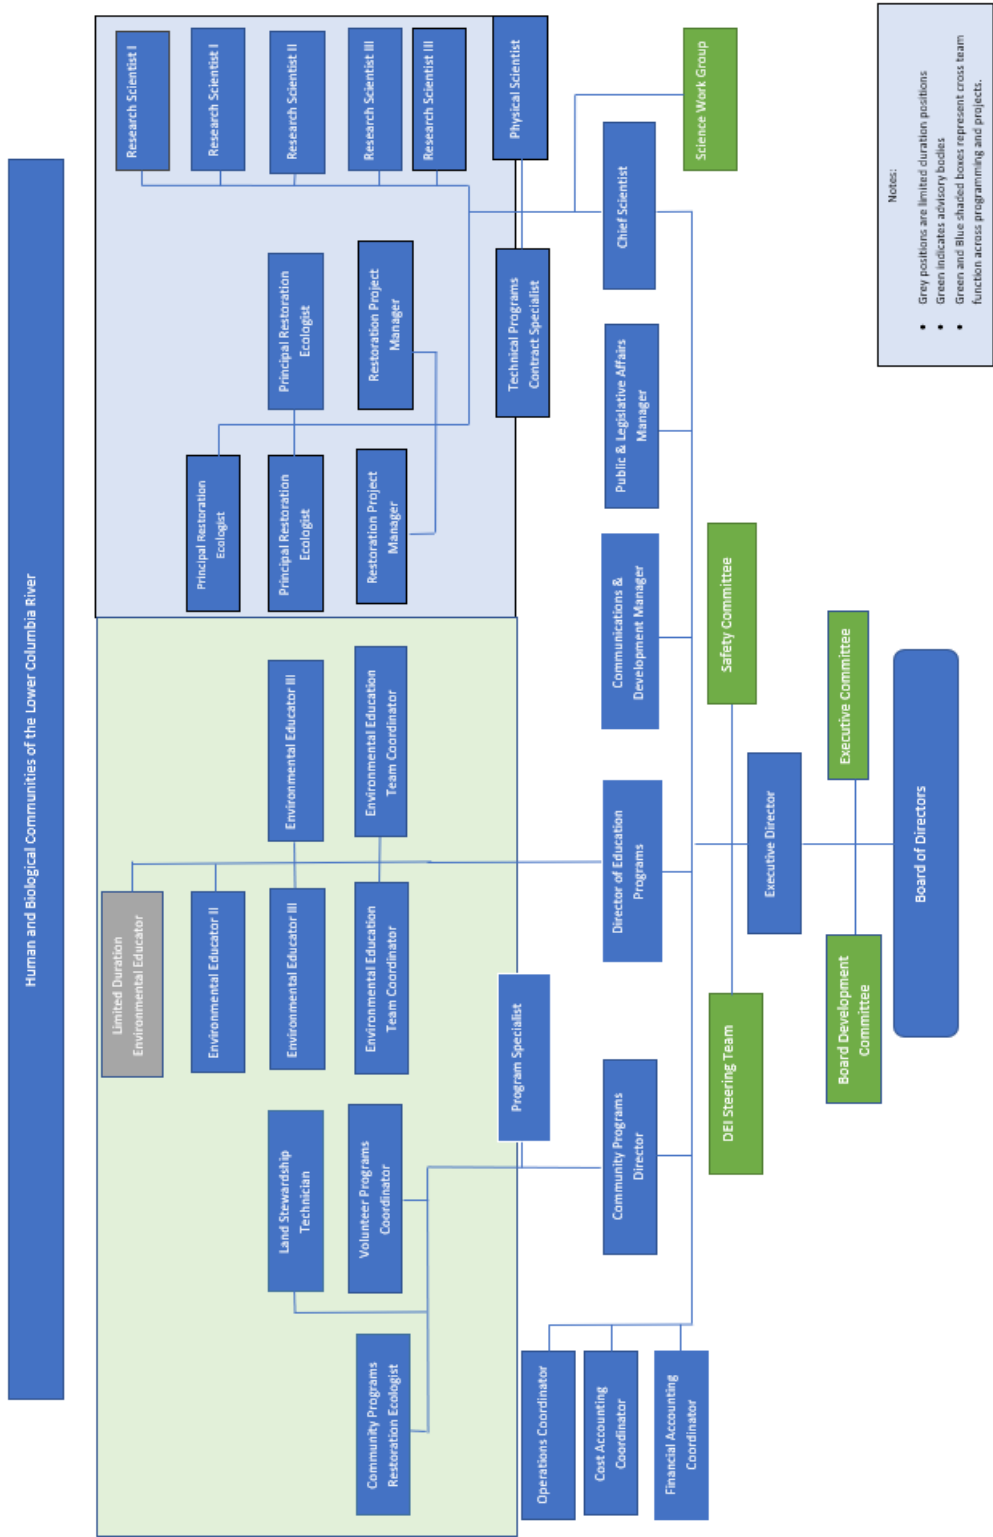 Human and Biological Communities of the Lower Columbia River
Limited Duration
Environmental Educator
Principal Restoration
Ecologist
Research Scientist I
Environmental Educator II
Research Scientist I
Land Stewardship
Technician
Environmental Educator III
Environmental Educator III
Principal Restoration
Ecologist
Principal Restoration
Ecologist
Research Scientist II
Community Programs
Restoration Ecologist
Volunteer Programs
Coordinator
Environmental Education
Team Coordinator
Environmental Education
Team Coordinator
Restoration Project
Manager
Restoration Project
Manager
Research Scientist III
Research Scientist III
Operations Coordinator
Program Specialist
Technical Programs
Contract Specialist
Physical Scientist
Cost Accounting
Coordinator
Financial Accounting
Coordinator
Community Programs
Director
Director of Education
Programs
Communications &
Development Manager
Public & Legislative Affairs
Manager
Chief Scientist
Science Work Group
DEI Steering Team
Safety Committee
Executive Director
Board Development
Committee
Executive Committee
Board of Directors
Notes:
• Grey positions are limited duration positions
• Green indicates advisory bodies
• Green and Blue shaded boxes represent cross team
function across programming and projects.